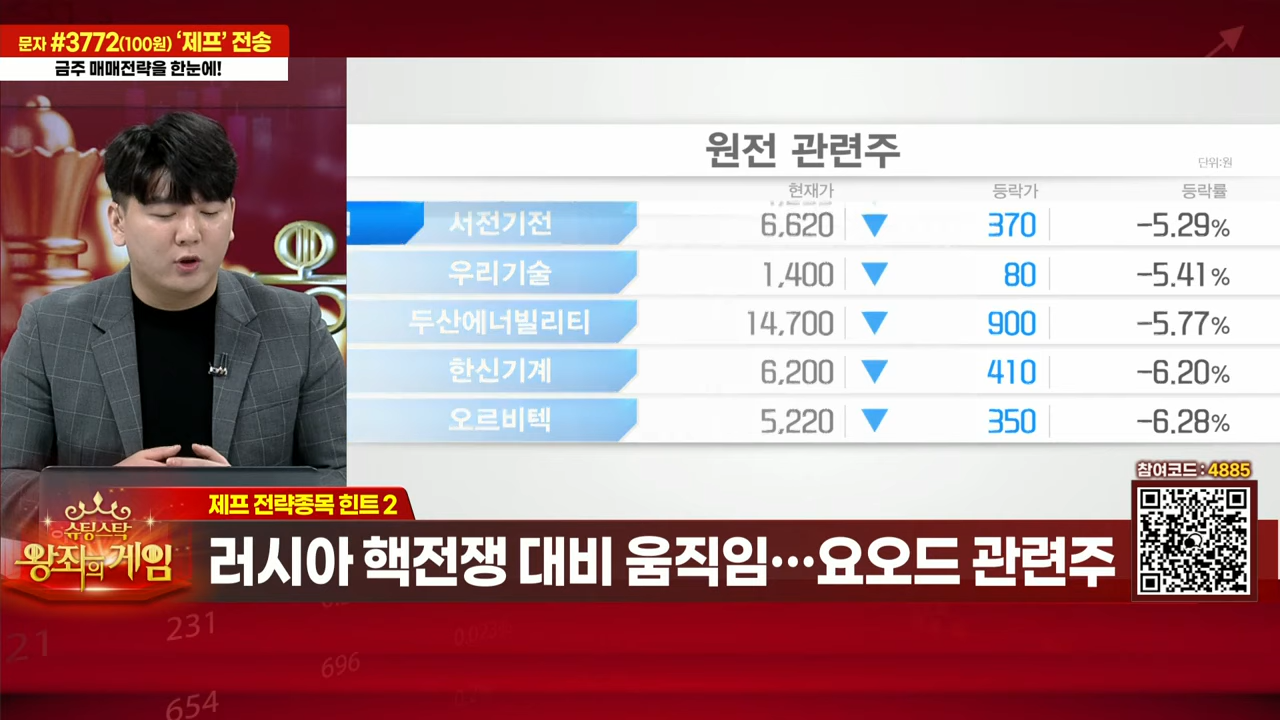 문자 #3772(100원) ‘제프’ 전송
금주 매매전략을 한눈에!
원전 관련주
단위:원
현재가 등락가 등락률
서전기전 6,620 ▼ 370 -5.29%
우리기술 1,400 ▼ 80 -5.41%
두산에너빌리티 14,700 ▼ 900 -5.77%
한신기계 6,200 ▼ 410 -6.20%
오르비텍 5,220 ▼ 350 -6.28%
참여코드 : 4885
제프 전략종목 힌트 2
슈팅스탁
왕좌의 게임
러시아 핵전쟁 대비 움직임…요오드 관련주
21
231
696
654